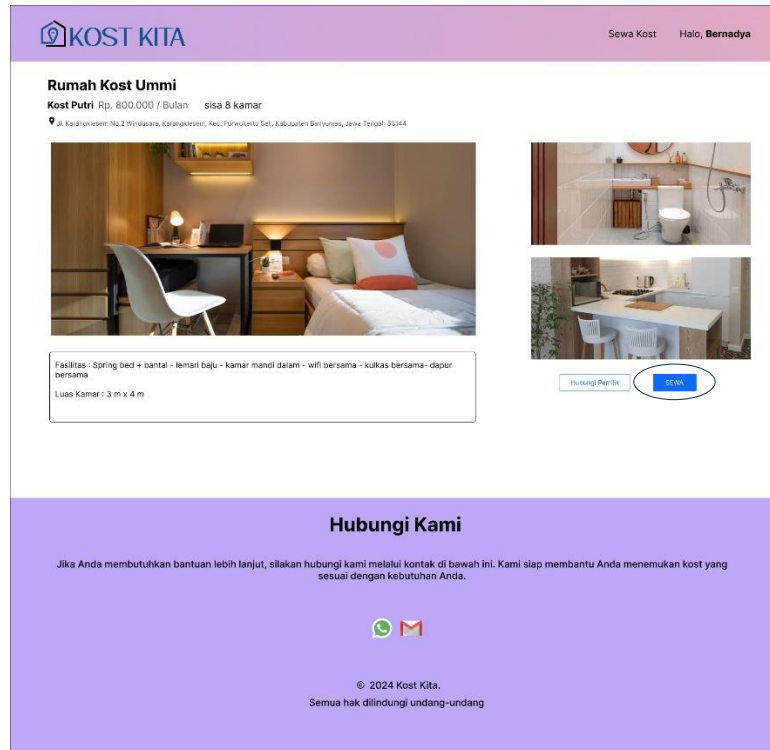 KOST KITA
Sewa Kost Halo, Bernadya
Rumah Kost Ummi
Kost Putri Rp. 800.000 / Bulan sisa 8 kamar
Jl. Karangklesem No.2 Windusara, Karangklesem, Kec. Purwokerto Sel., Kabupaten Banyumas, Jawa Tengah 53144
Fasilitas : Spring bed + bantal - lemari baju - kamar mandi dalam - wifi bersama - kulkas bersama- dapur
bersama
Luas Kamar : 3 m x 4 m
Hubungi Pemilik SEWA
Hubungi Kami
Jika Anda membutuhkan bantuan lebih lanjut, silakan hubungi kami melalui kontak di bawah ini. Kami siap membantu Anda menemukan kost yang
sesuai dengan kebutuhan Anda.
© 2024 Kost Kita.
Semua hak dilindungi undang-undang